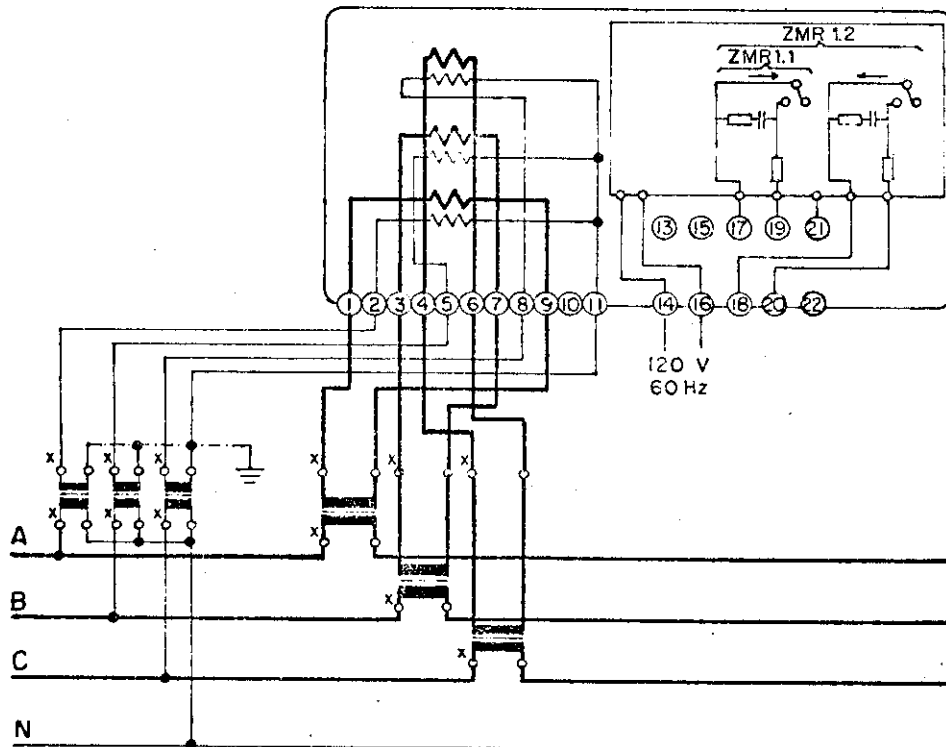 ZMR 1.2
ZMR 1.1
13 15 17 19 21
1 2 3 4 5 6 7 8 9 10 11 14 16 18 20 22
120 V
60 Hz
x x x x x x
x x x x
A
x
B
x
C
N